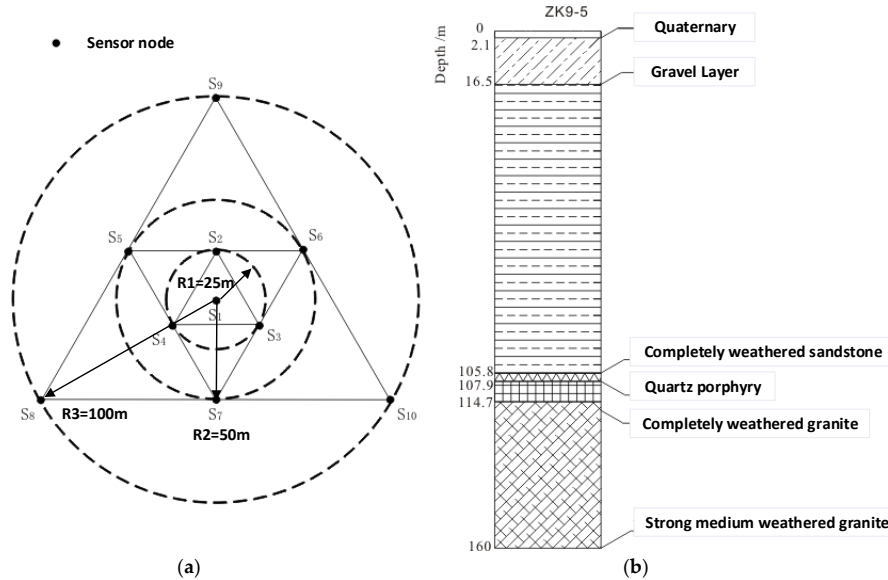 Sensor node
S9
S5
S2
S6
R1=25m
S1
S4
S3
S8
R3=100m
S7
R2=50m
S10
(a)
ZK9-5
Depth /m
0
Quaternary
2.1
Gravel Layer
16.5
Completely weathered sandstone
105.8
Quartz porphyry
107.9
114.7
Completely weathered granite
Strong medium weathered granite
160
(b)